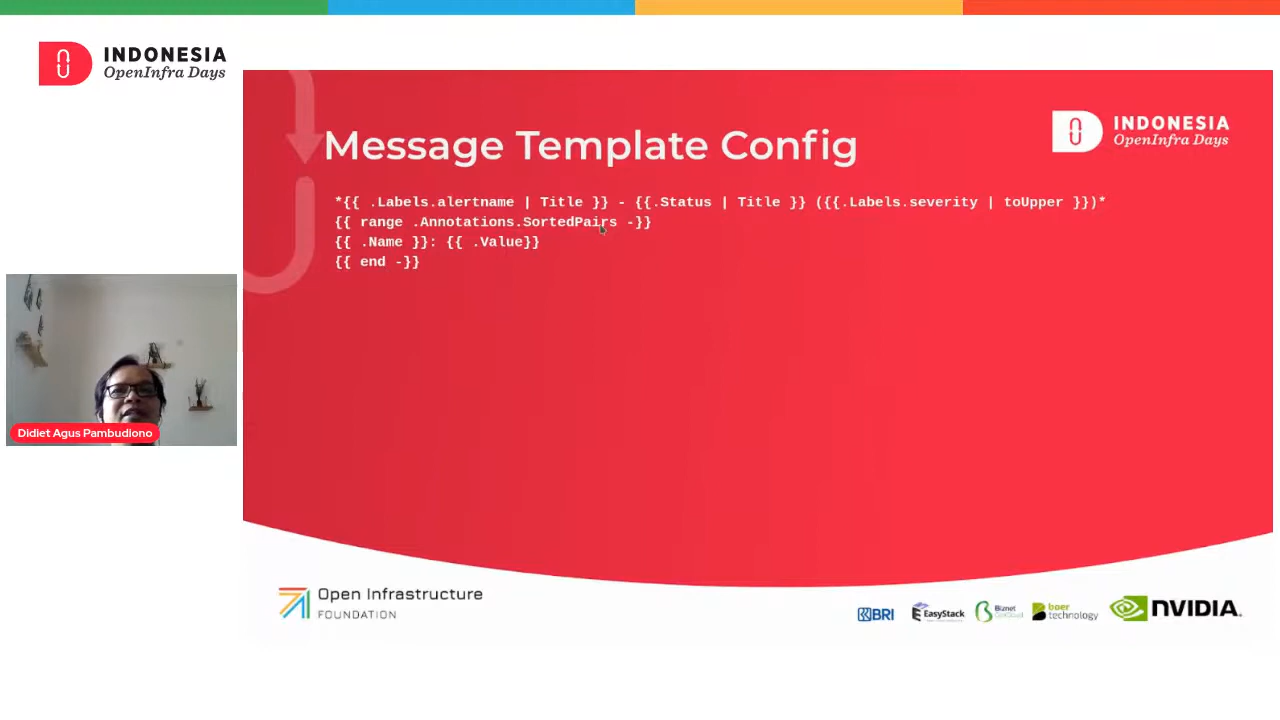 INDONESIA
OpenInfra Days
Message Template Config
INDONESIA
OpenInfra Days
*{{ .Labels.alertname | Title }} - {{.Status | Title }} ({{.Labels.severity | toUpper }})*
{{ range .Annotations.SortedPairs -}}
{{ .Name }}: {{ .Value}}
{{ end -}}
Didiet Agus Pambudiono
Open Infrastructure
FOUNDATION
BRI
EasyStack
Biznet
boer
technology
NVIDIA.